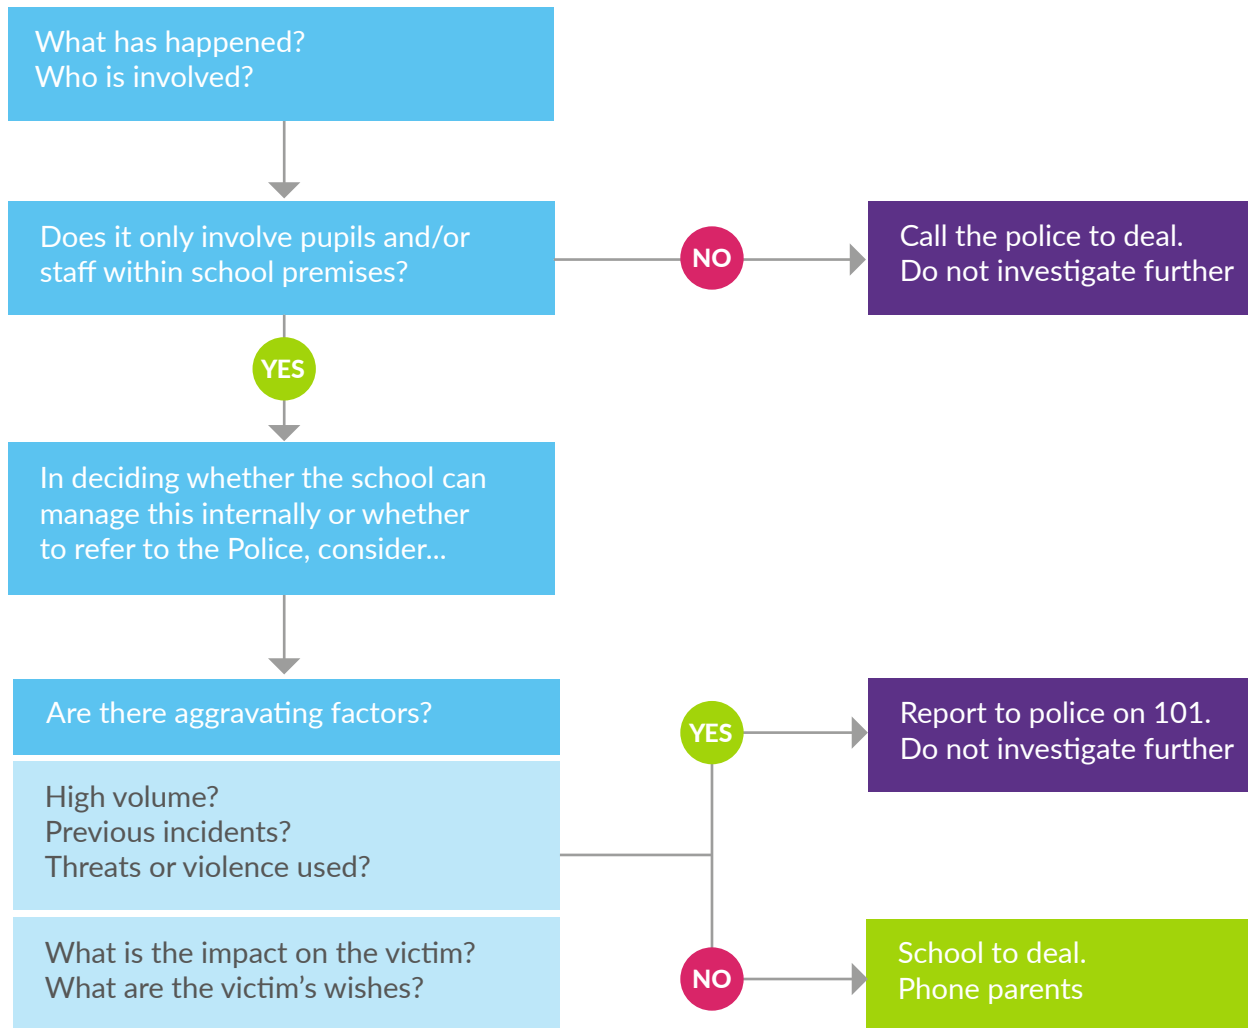 What has happened?
Who is involved?
Does it only involve pupils and/or
staff within school premises?
NO
Call the police to deal.
Do not investigate further
YES
In deciding whether the school can
manage this internally or whether
to refer to the Police, consider...
Are there aggravating factors?
High volume?
Previous incidents?
Threats or violence used?
What is the impact on the victim?
What are the victim’s wishes?
YES
Report to police on 101.
Do not investigate further
NO
School to deal.
Phone parents